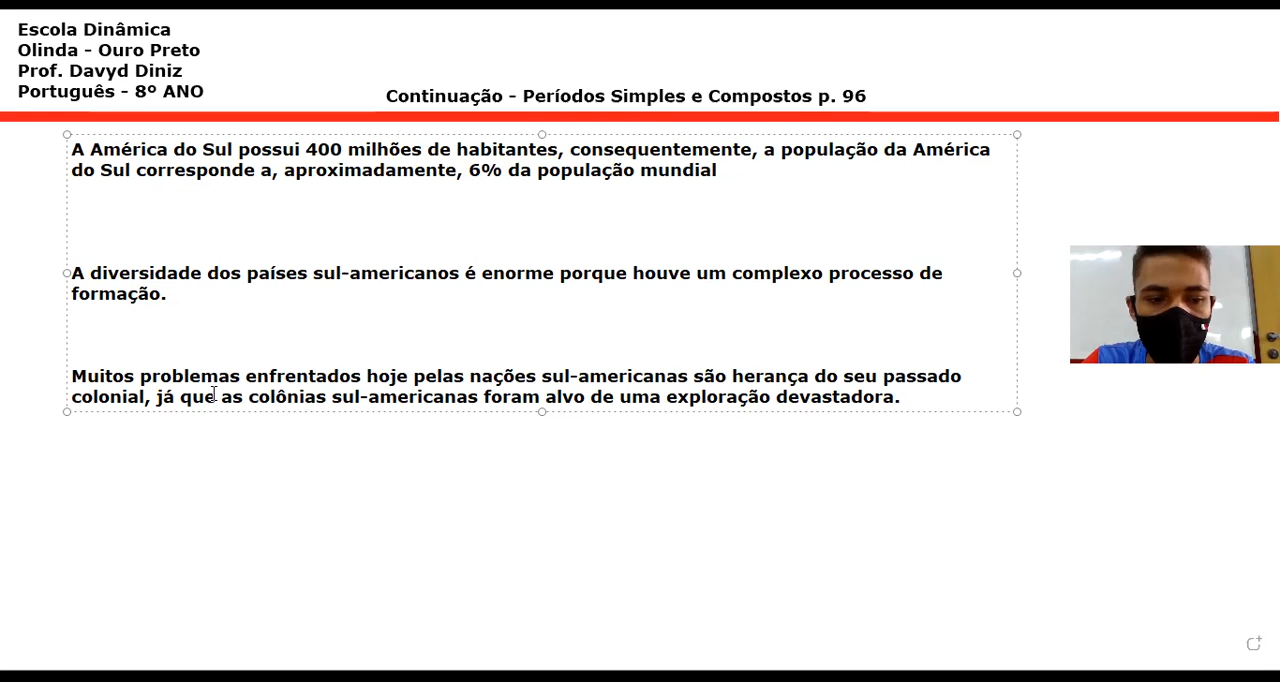 Escola Dinâmica
Olinda - Ouro Preto
Prof. Davyd Diniz
Português - 8º ANO
Continuação - Períodos Simples e Compostos p. 96
A América do Sul possui 400 milhões de habitantes, consequentemente, a população da América
do Sul corresponde a, aproximadamente, 6% da população mundial
A diversidade dos países sul-americanos é enorme porque houve um complexo processo de
formação.
Muitos problemas enfrentados hoje pelas nações sul-americanas são herança do seu passado
colonial, já que as colônias sul-americanas foram alvo de uma exploração devastadora.